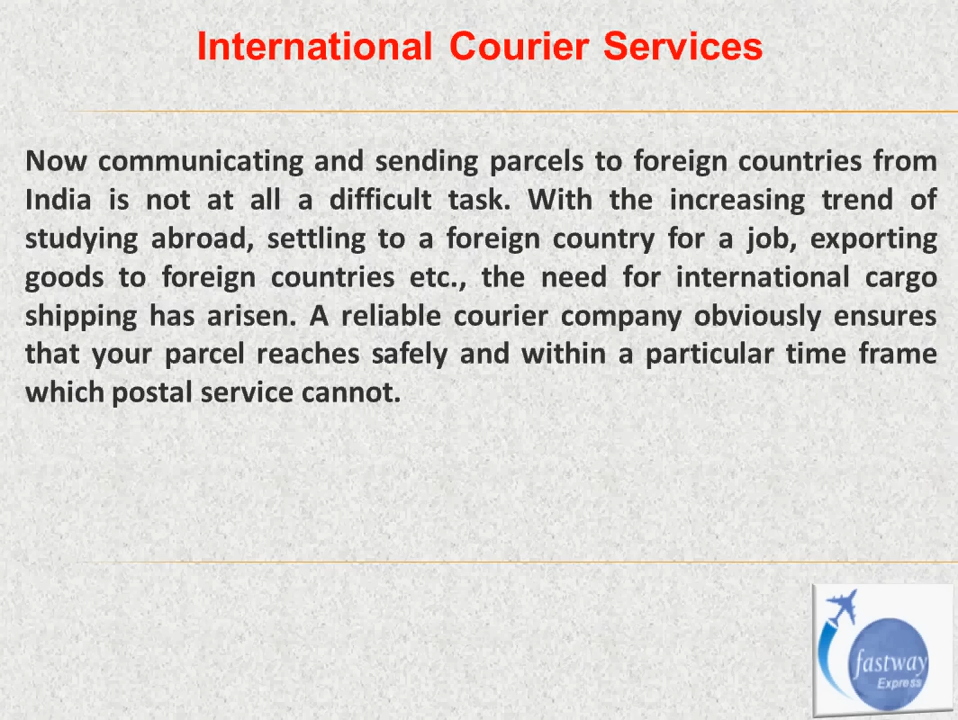 International Courier Services
Now communicating and sending parcels to foreign countries from
India is not at all a difficult task. With the increasing trend of
studying abroad, settling to a foreign country for a job, exporting
goods to foreign countries etc., the need for international cargo
shipping has arisen. A reliable courier company obviously ensures
that your parcel reaches safely and within a particular time frame
which postal service cannot.
fastway
Express